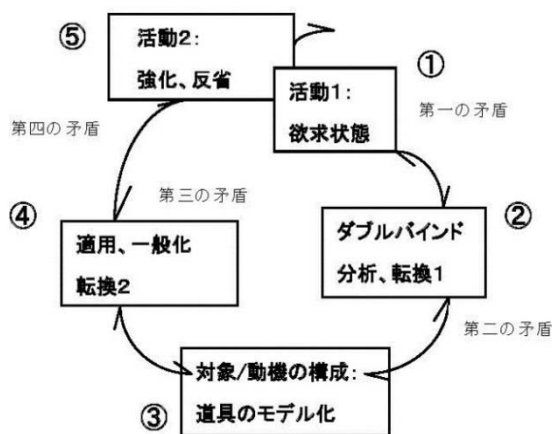 ⑤
活動2:
強化、反省
①
活動1:
欲求状態
第一の矛盾
第四の矛盾
第三の矛盾
④
適用、一般化
転換2
②
ダブルバインド
分析、転換1
第二の矛盾
対象/動機の構成:
道具のモデル化
③